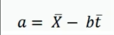 a = X̄ − bt̄